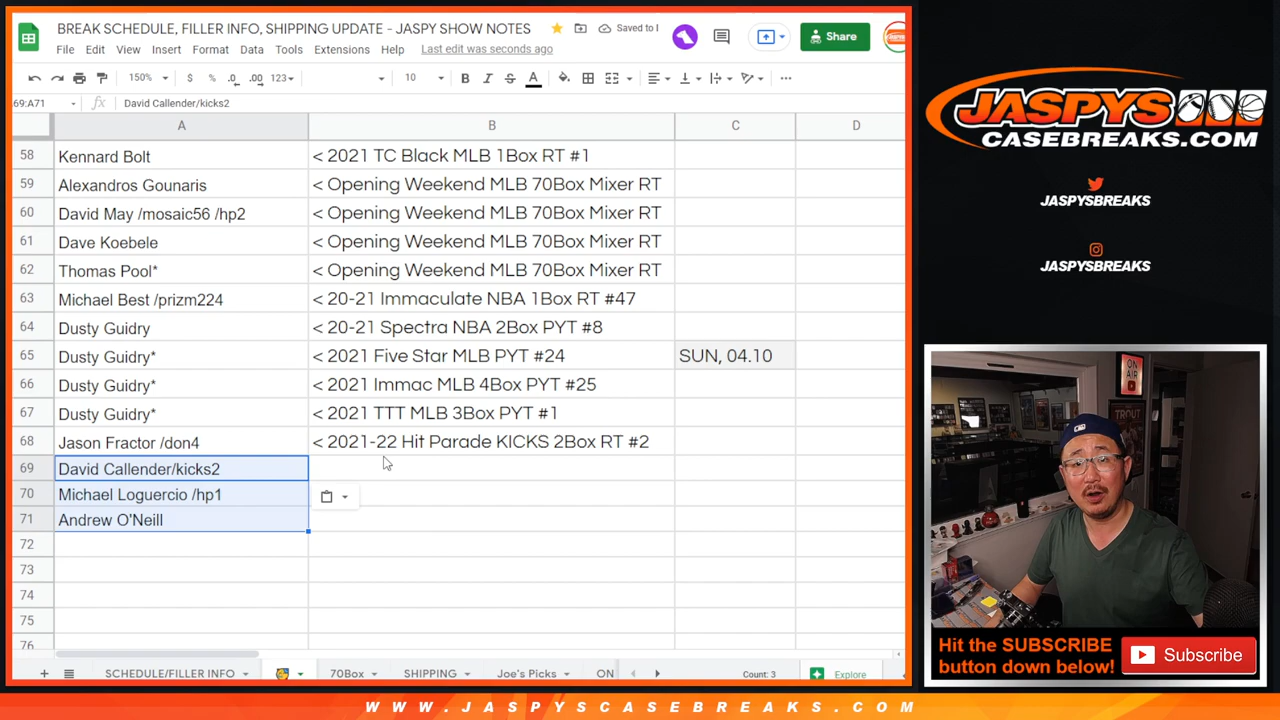 BREAK SCHEDULE, FILLER INFO, SHIPPING UPDATE - JASPY SHOW NOTES
Saved to
Share
File Edit View Insert Format Data Tools Extensions Help Last edit was seconds ago
150% $ % .0 .00 123 10 B I S A
69:A71 fx David Callender/kicks2
A B C D
58 Kennard Bolt < 2021 TC Black MLB 1Box RT #1
59 Alexandros Gounaris < Opening Weekend MLB 70Box Mixer RT
60 David May /mosaic56 /hp2 < Opening Weekend MLB 70Box Mixer RT
61 Dave Koebele < Opening Weekend MLB 70Box Mixer RT
62 Thomas Pool* < Opening Weekend MLB 70Box Mixer RT
63 Michael Best /prizm224 < 20-21 Immaculate NBA 1Box RT #47
64 Dusty Guidry < 20-21 Spectra NBA 2Box PYT #8
65 Dusty Guidry* < 2021 Five Star MLB PYT #24 SUN, 04.10
66 Dusty Guidry* < 2021 Immac MLB 4Box PYT #25
67 Dusty Guidry* < 2021 TTT MLB 3Box PYT #1
68 Jason Fractor /don4 < 2021-22 Hit Parade KICKS 2Box RT #2
69 David Callender/kicks2
70 Michael Loguercio /hp1
71 Andrew O'Neill
72
73
74
75
76
SCHEDULE/FILLER INFO 70Box SHIPPING Joe's Picks ON Count: 3 Explore
JASPYS
CASEBREAKS.COM
JASPYSBREAKS
JASPYSBREAKS
ON AIR
TROUT
Hit the SUBSCRIBE
button down below!
Subscribe
WWW.JASPYSCASEBREAKS.COM